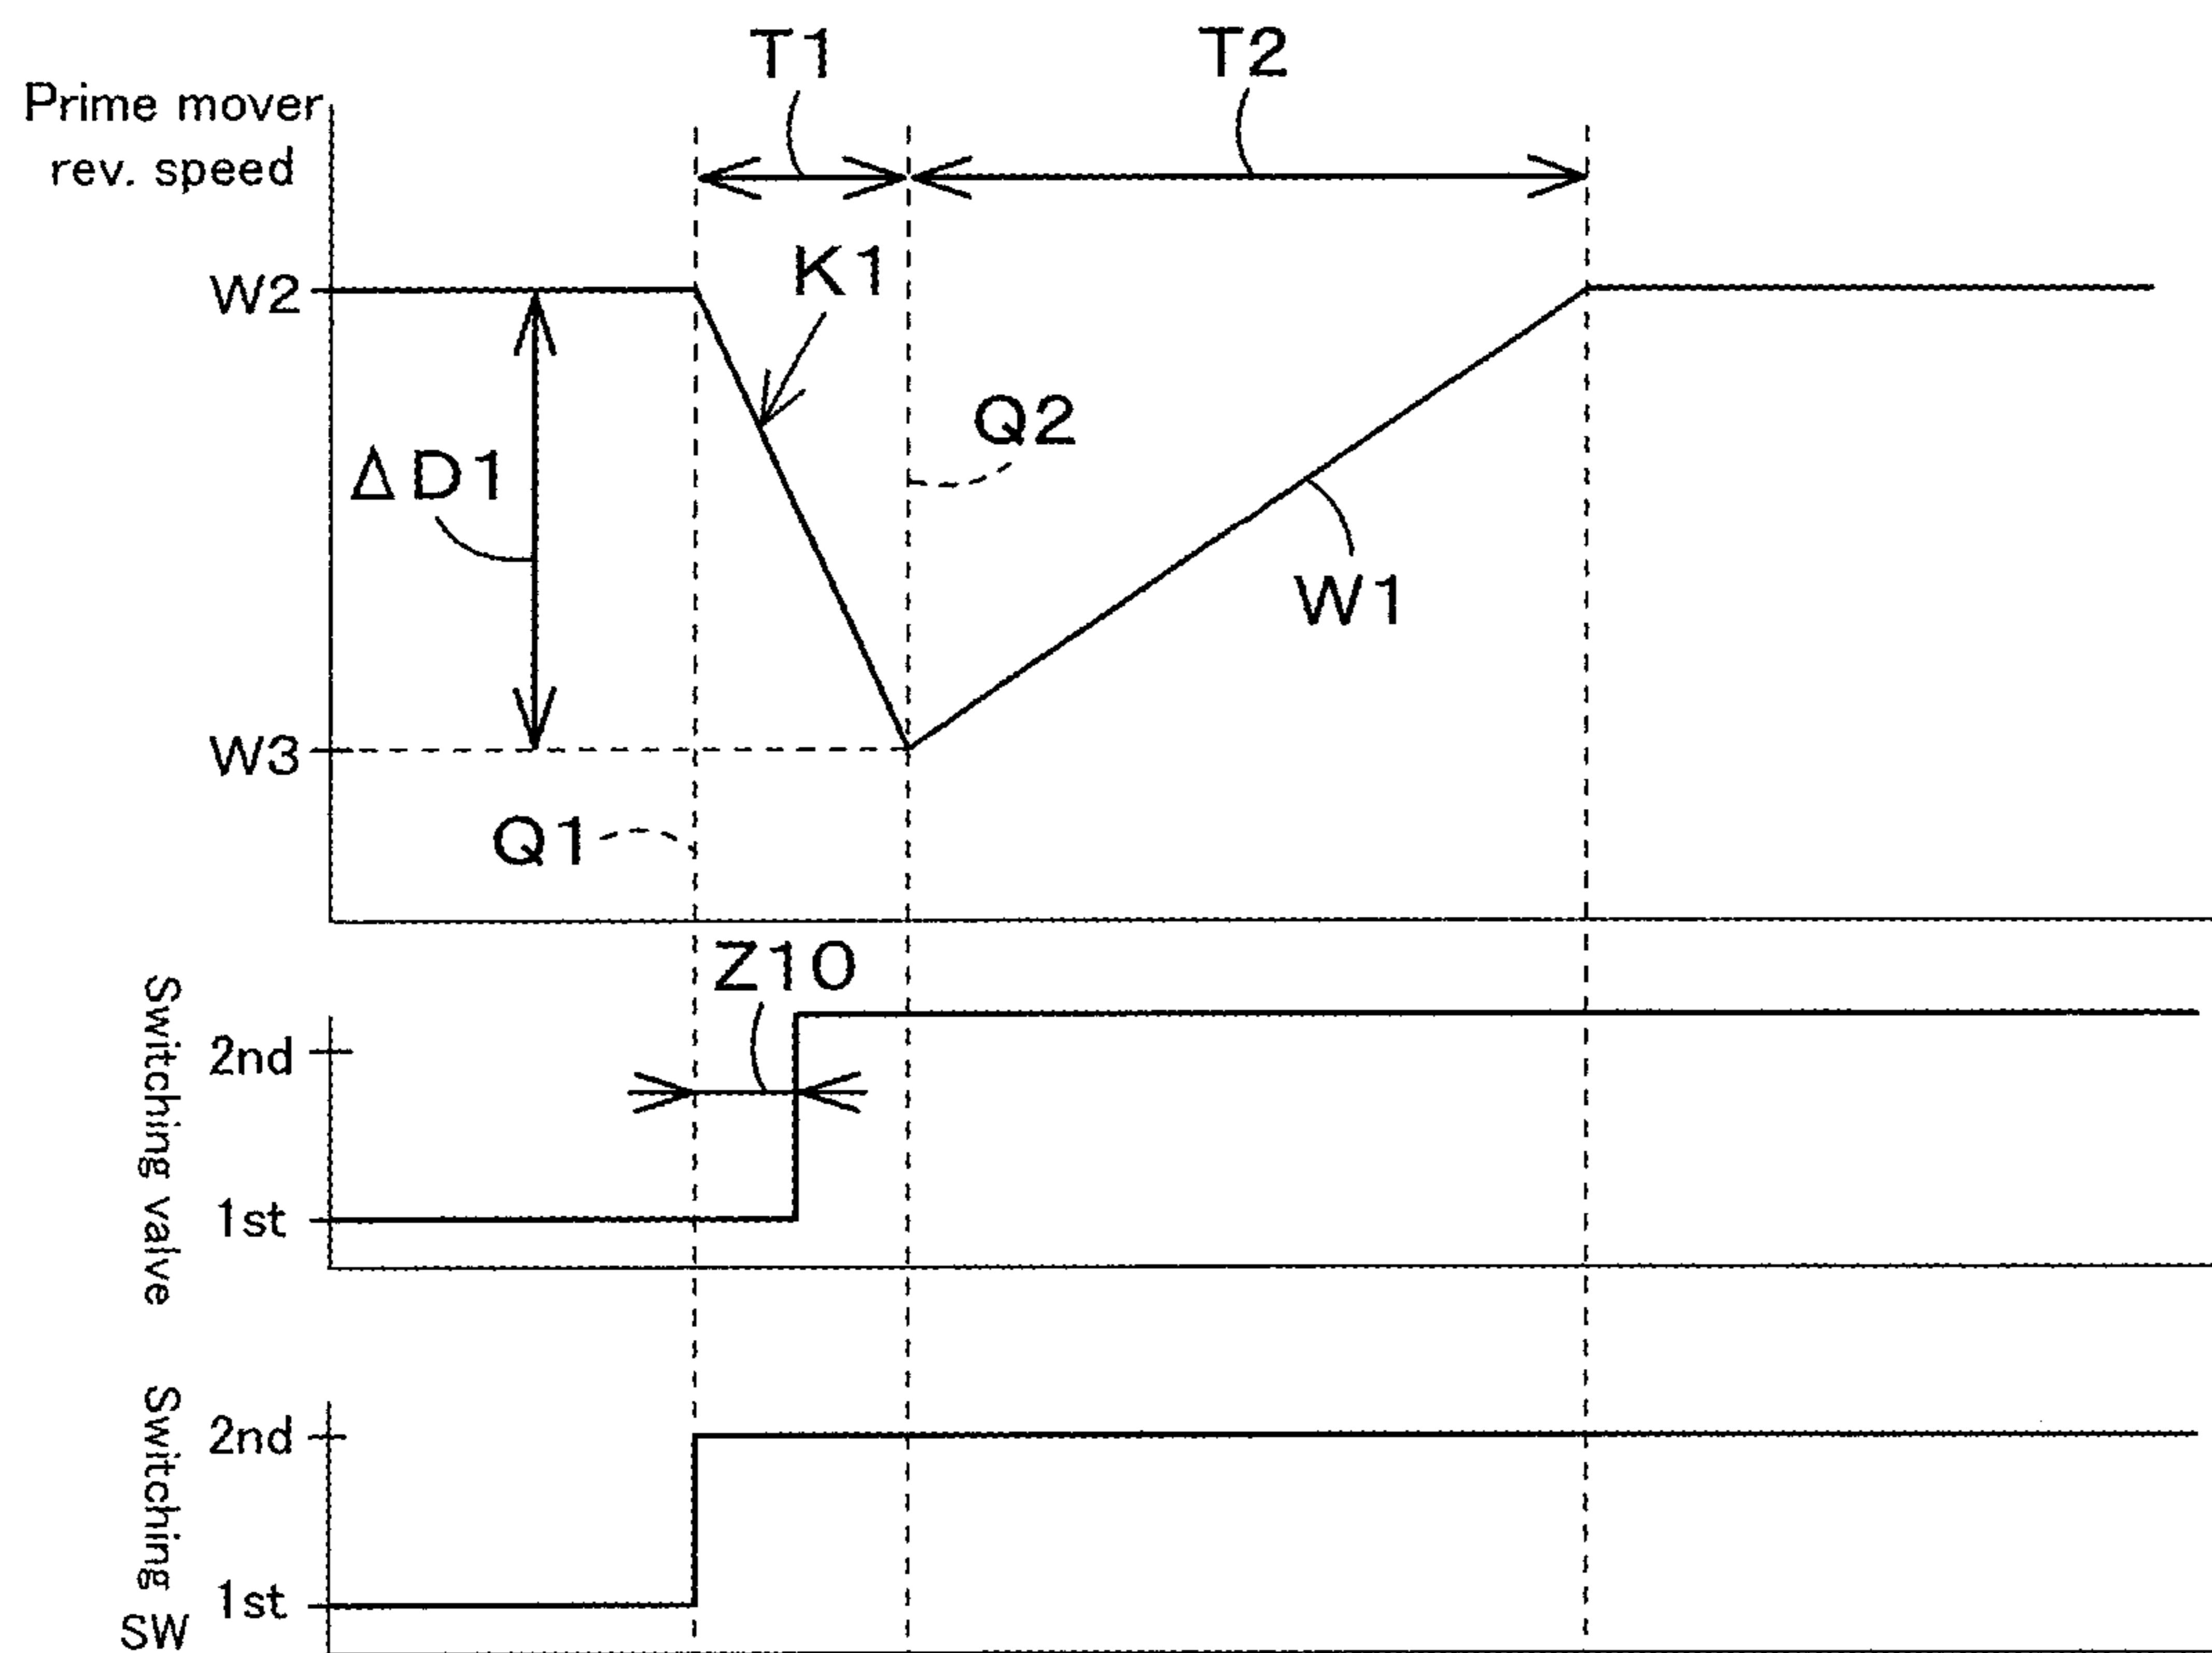 T1
T2
Prime mover
rev. speed
W2
K1
Q2
ΔD1
W1
W3
Q1
Z10
Switching valve
2nd
1st
Switching
SW
2nd
1st